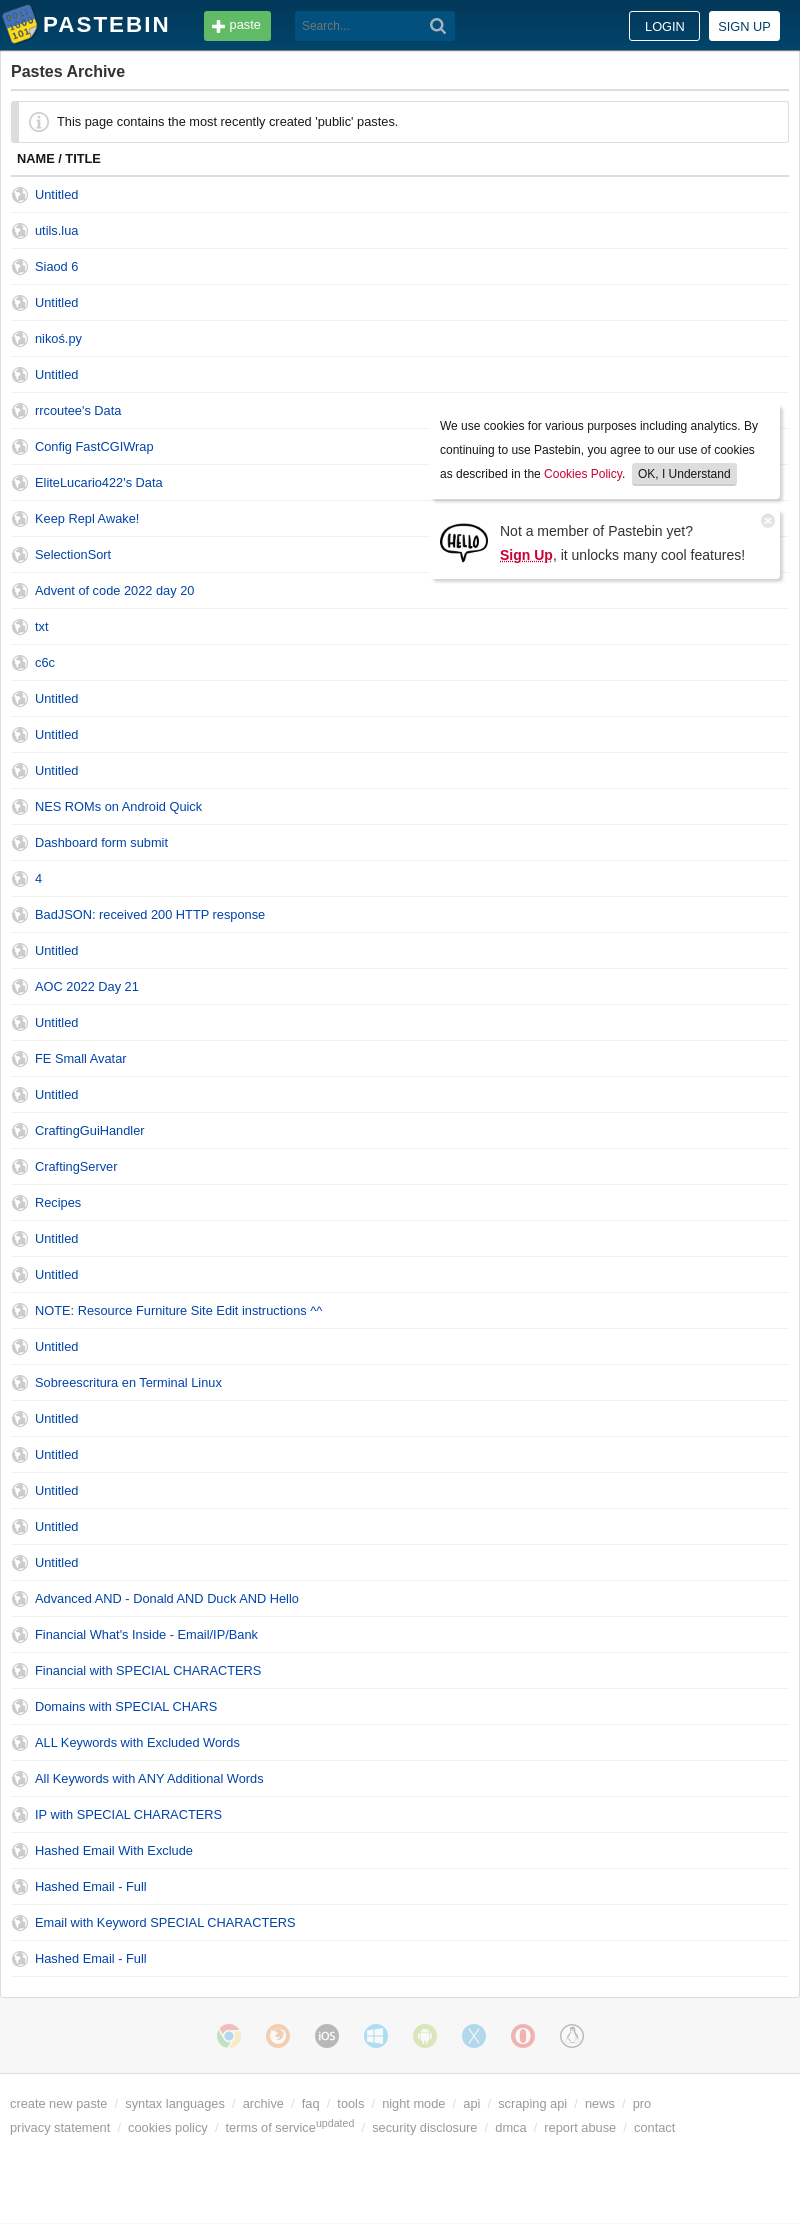 PASTEBIN
paste
Search...
LOGIN
SIGN UP
Pastes Archive
This page contains the most recently created 'public' pastes.
NAME / TITLE
Untitled
utils.lua
Siaod 6
Untitled
nikoś.py
Untitled
rrcoutee's Data
Config FastCGIWrap
EliteLucario422's Data
Keep Repl Awake!
SelectionSort
Advent of code 2022 day 20
txt
c6c
Untitled
Untitled
Untitled
NES ROMs on Android Quick
Dashboard form submit
4
BadJSON: received 200 HTTP response
Untitled
AOC 2022 Day 21
Untitled
FE Small Avatar
Untitled
CraftingGuiHandler
CraftingServer
Recipes
Untitled
Untitled
NOTE: Resource Furniture Site Edit instructions ^^
Untitled
Sobreescritura en Terminal Linux
Untitled
Untitled
Untitled
Untitled
Untitled
Advanced AND - Donald AND Duck AND Hello
Financial What's Inside - Email/IP/Bank
Financial with SPECIAL CHARACTERS
Domains with SPECIAL CHARS
ALL Keywords with Excluded Words
All Keywords with ANY Additional Words
IP with SPECIAL CHARACTERS
Hashed Email With Exclude
Hashed Email - Full
Email with Keyword SPECIAL CHARACTERS
Hashed Email - Full
We use cookies for various purposes including analytics. By
continuing to use Pastebin, you agree to our use of cookies
as described in the Cookies Policy. OK, I Understand
HELLO
Not a member of Pastebin yet?
Sign Up, it unlocks many cool features!
iOS
create new paste / syntax languages / archive / faq / tools / night mode / api / scraping api / news / pro
privacy statement / cookies policy / terms of service updated / security disclosure / dmca / report abuse / contact